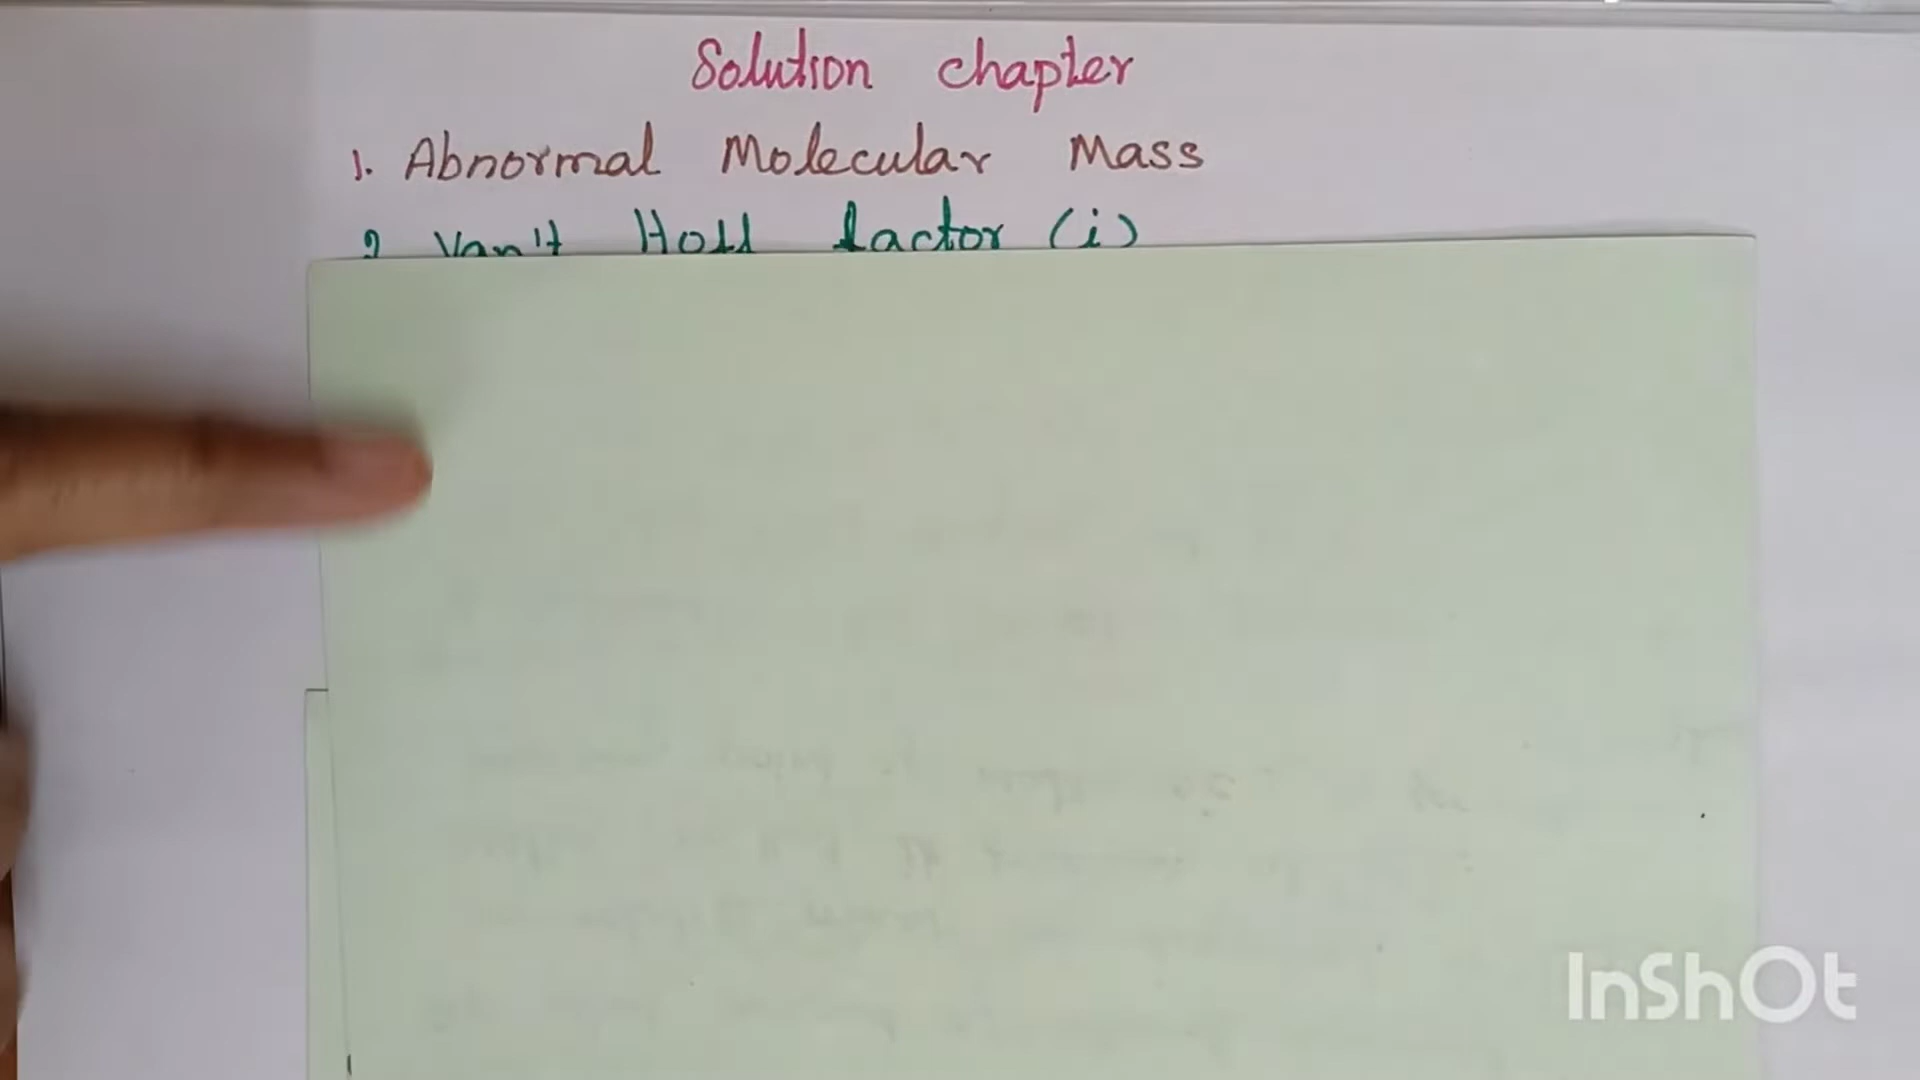 Solution chapter
1. Abnormal Molecular Mass
2 Van't Hoff factor (i)
InShOt